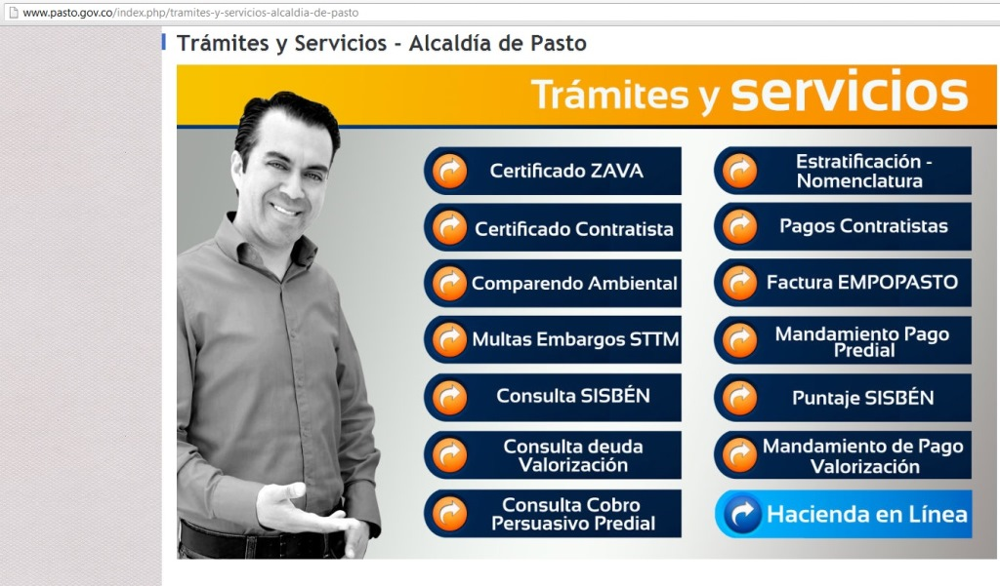 www.pasto.gov.co/index.php/tramites-y-servicios-alcaldia-de-pasto
Trámites y Servicios - Alcaldía de Pasto
Trámites y servicios
Certificado ZAVA
Certificado Contratista
Comparendo Ambiental
Multas Embargos STTM
Consulta SISBÉN
Consulta deuda
Valorización
Consulta Cobro
Persuasivo Predial
Estratificación -
Nomenclatura
Pagos Contratistas
Factura EMPOPASTO
Mandamiento Pago
Predial
Puntaje SISBÉN
Mandamiento de Pago
Valorización
Hacienda en Línea